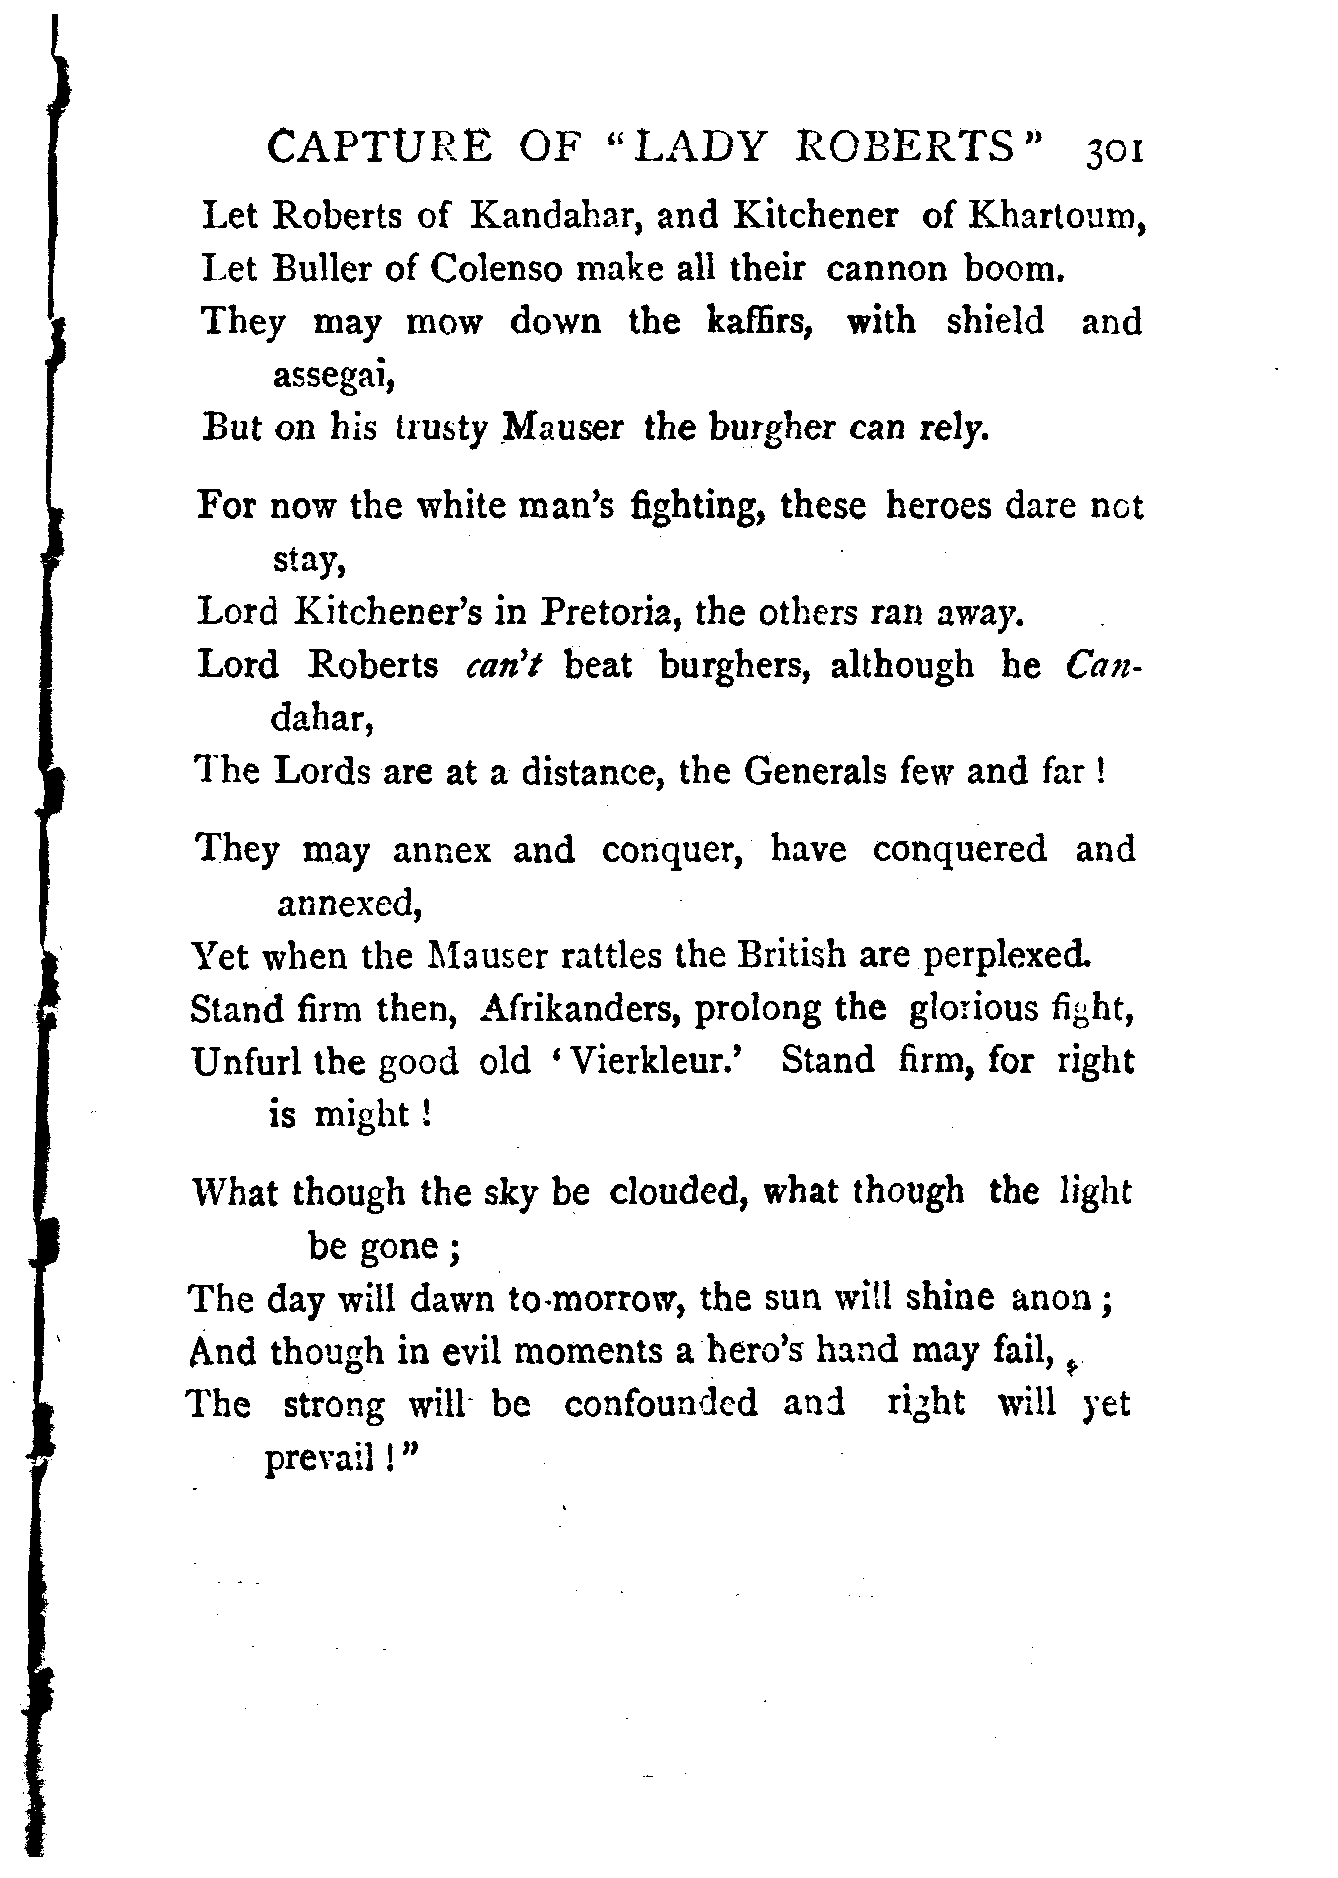 CAPTURE OF "LADY ROBERTS" 301
Let Roberts of Kandahar, and Kitchener of Khartoum,
Let Buller of Colenso make all their cannon boom.
They may mow down the kaffirs, with shield and
assegai,
But on his trusty Mauser the burgher can rely.
For now the white man's fighting, these heroes dare not
stay,
Lord Kitchener's in Pretoria, the others ran away.
Lord Roberts can't beat burghers, although he Can-
dahar,
The Lords are at a distance, the Generals few and far !
They may annex and conquer, have conquered and
annexed,
Yet when the Mauser rattles the British are perplexed.
Stand firm then, Afrikanders, prolong the glorious fight,
Unfurl the good old 'Vierkleur.' Stand firm, for right
is might !
What though the sky be clouded, what though the light
be gone ;
The day will dawn to-morrow, the sun will shine anon ;
And though in evil moments a hero's hand may fail,
The strong will be confounded and right will yet
prevail !"